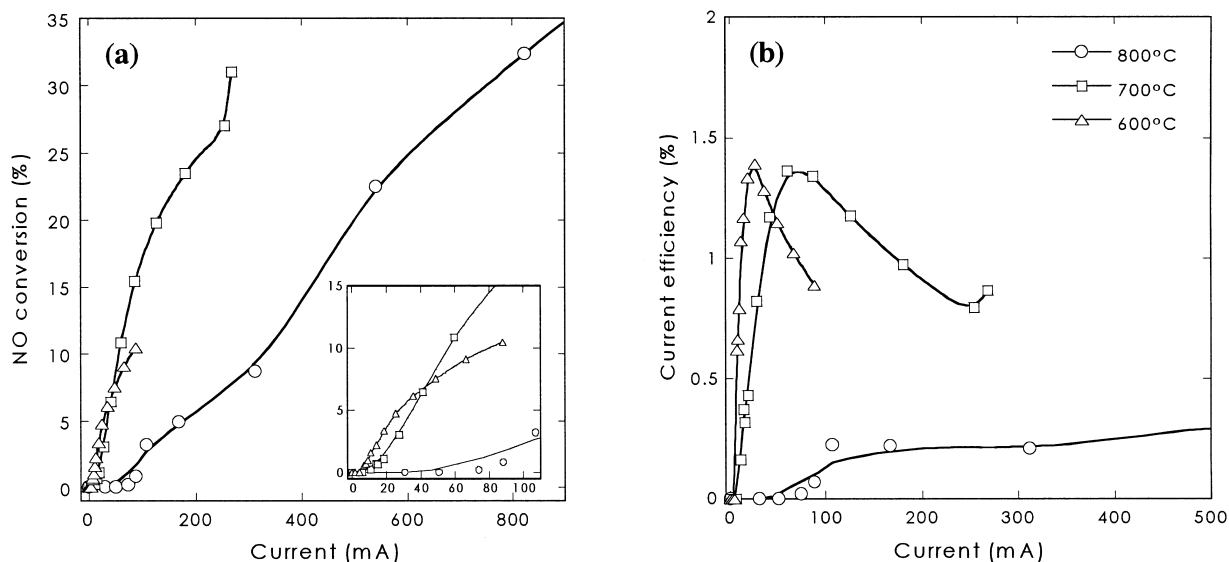 (a)
NO conversion (%)
35
30
25
20
15
10
5
0
0 200 400 600 800
Current (mA)
15
10
5
0
0 20 40 60 80 100
(b)
Current efficiency (%)
2
1.5
1
0.5
0
0 100 200 300 400 500
Current (mA)
800°C
700°C
600°C